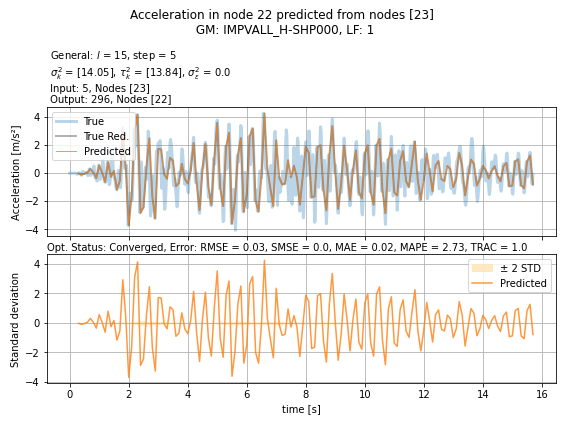 Acceleration in node 22 predicted from nodes [23]
GM: IMPVALL_H-SHP000, LF: 1
General: l = 15, step = 5
σ²ₖ = [14.05], τ²ₖ = [13.84], σ²_ε = 0.0
Input: 5, Nodes [23]
Output: 296, Nodes [22]
Acceleration [m/s²]
4
2
0
−2
−4
True
True Red.
Predicted
Opt. Status: Converged, Error: RMSE = 0.03, SMSE = 0.0, MAE = 0.02, MAPE = 2.73, TRAC = 1.0
Standard deviation
4
2
0
−2
−4
± 2 STD
Predicted
0 2 4 6 8 10 12 14 16
time [s]